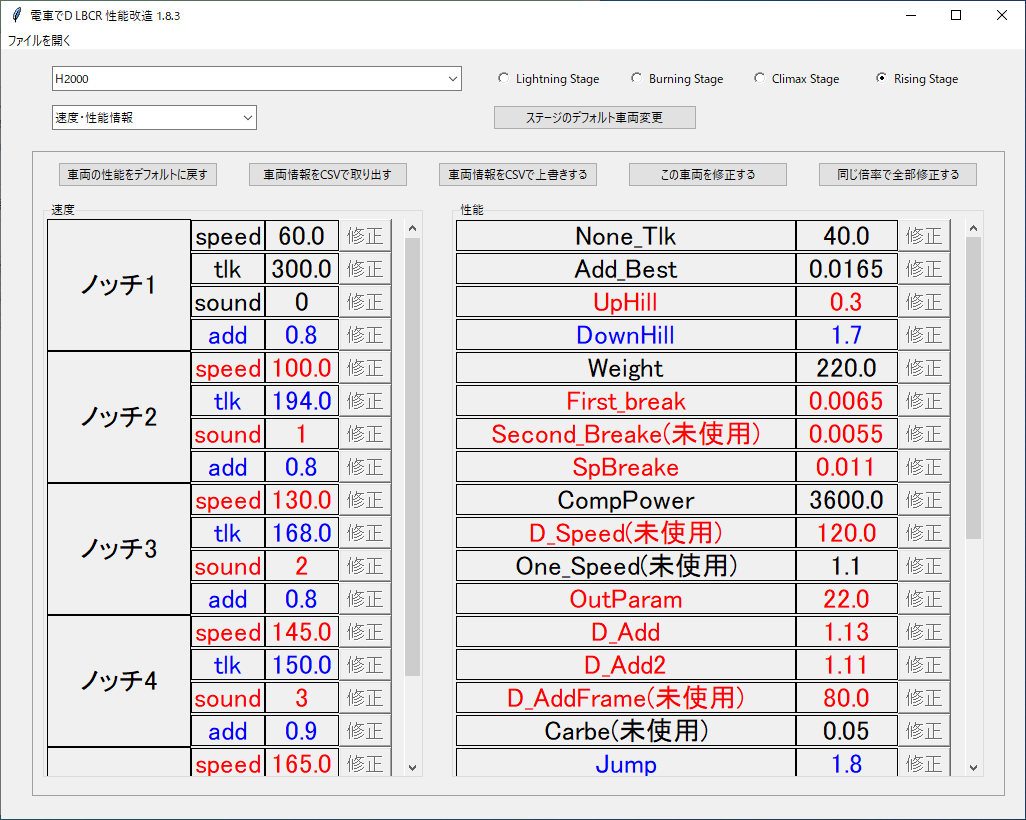 電車でD LBCR 性能改造 1.8.3
ファイルを開く
H2000
Lightning Stage
Burning Stage
Climax Stage
Rising Stage
速度・性能情報
ステージのデフォルト車両変更
車両の性能をデフォルトに戻す
車両情報をCSVで取り出す
車両情報をCSVで上書きする
この車両を修正する
同じ倍率で全部修正する
速度
ノッチ1
speed 60.0 修正
tlk 300.0 修正
sound 0 修正
add 0.8 修正
ノッチ2
speed 100.0 修正
tlk 194.0 修正
sound 1 修正
add 0.8 修正
ノッチ3
speed 130.0 修正
tlk 168.0 修正
sound 2 修正
add 0.8 修正
ノッチ4
speed 145.0 修正
tlk 150.0 修正
sound 3 修正
add 0.9 修正
speed 165.0 修正
性能
None_Tlk 40.0 修正
Add_Best 0.0165 修正
UpHill 0.3 修正
DownHill 1.7 修正
Weight 220.0 修正
First_break 0.0065 修正
Second_Breake(未使用) 0.0055 修正
SpBreake 0.011 修正
CompPower 3600.0 修正
D_Speed(未使用) 120.0 修正
One_Speed(未使用) 1.1 修正
OutParam 22.0 修正
D_Add 1.13 修正
D_Add2 1.11 修正
D_AddFrame(未使用) 80.0 修正
Carbe(未使用) 0.05 修正
Jump 1.8 修正